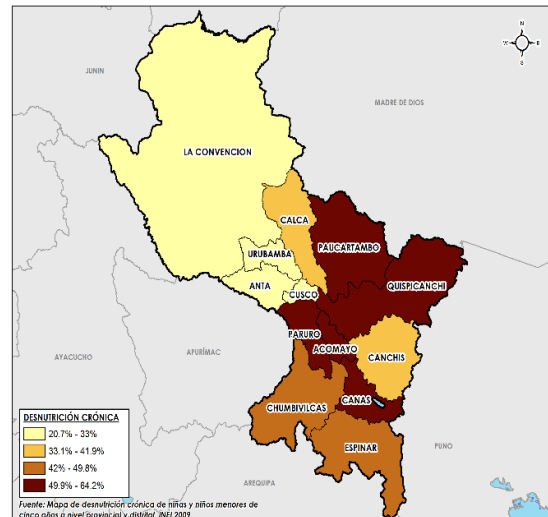 N
W
E
S
JUNIN
MADRE DE DIOS
LA CONVENCION
CALCA
PAUCARTAMBO
URUBAMBA
QUISPICANCHI
ANTA
CUSCO
PARURO
ACOMAYO
CANCHIS
AYACUCHO
APURÍMAC
CHUMBIVILCAS
CANAS
ESPINAR
PUNO
AREQUIPA
DESNUTRICIÓN CRÓNICA
20.7% - 33%
33.1% - 41.9%
42% - 49.8%
49.9% - 64.2%
Fuente: Mapa de desnutrición crónica de niñas y niños menores de
cinco años a nivel provincial y distrital, INEI 2009